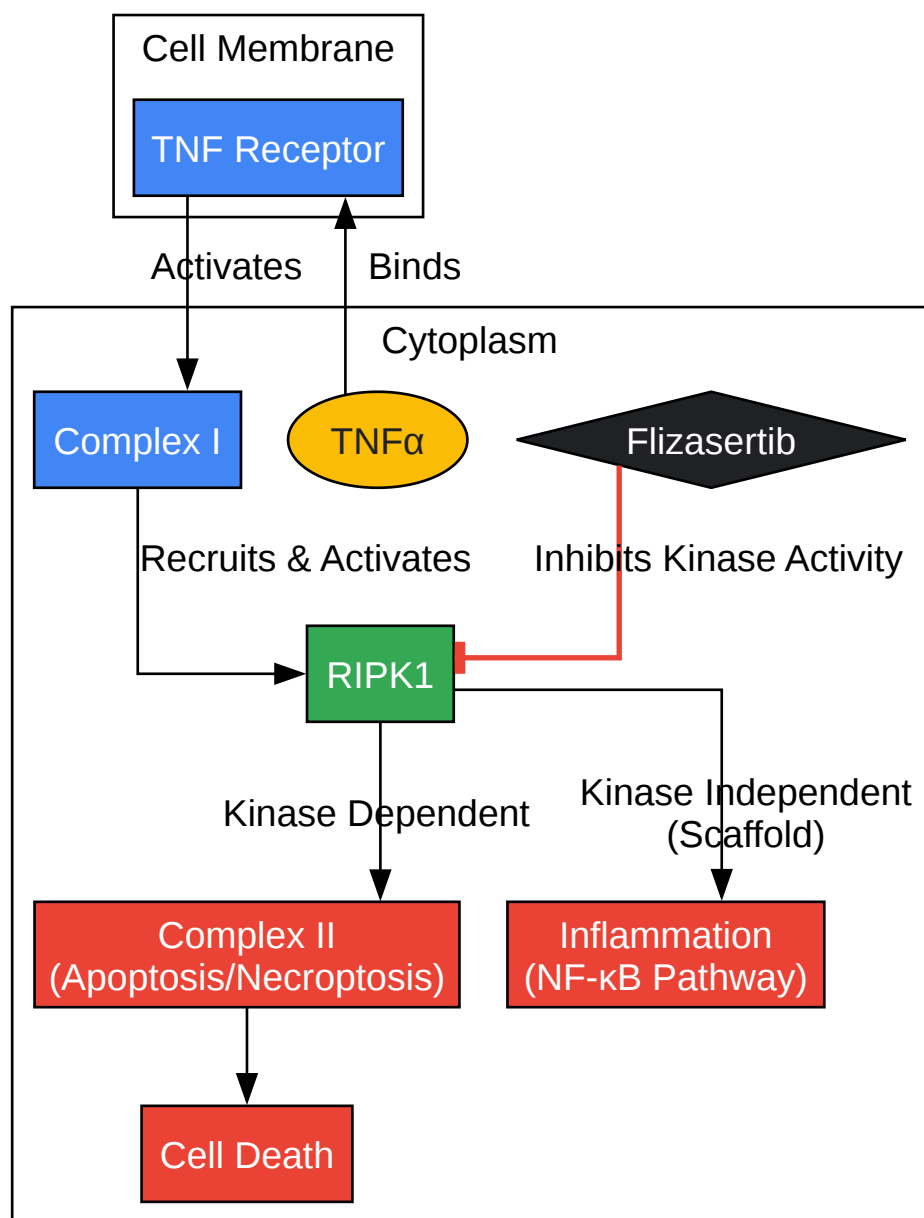 Cell Membrane
TNF Receptor
Activates
Binds
Cytoplasm
Complex I
TNFα
Flizasertib
Recruits & Activates
Inhibits Kinase Activity
RIPK1
Kinase Dependent
Kinase Independent
(Scaffold)
Complex II
(Apoptosis/Necroptosis)
Inflammation
(NF-κB Pathway)
Cell Death